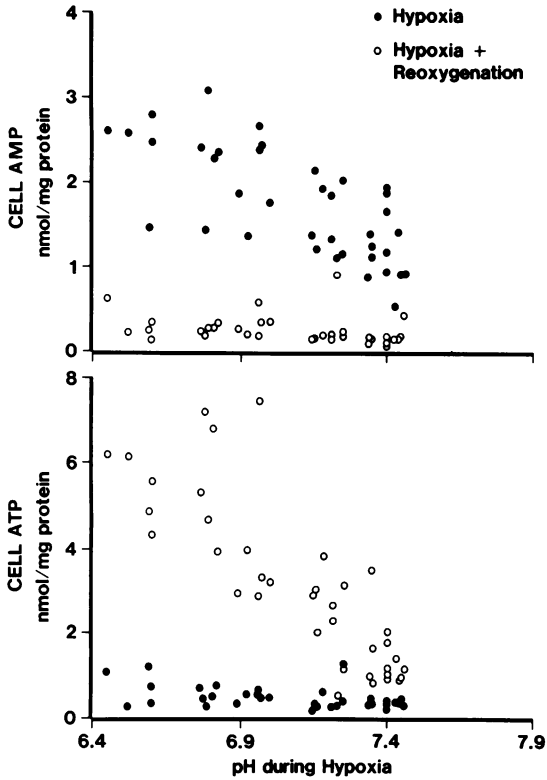 4
3
2
1
0
CELL AMP
nmol/mg protein
Hypoxia
Hypoxia +
Reoxygenation
8
6
4
2
0
CELL ATP
nmol/mg protein
6.4 6.9 7.4 7.9
pH during Hypoxia